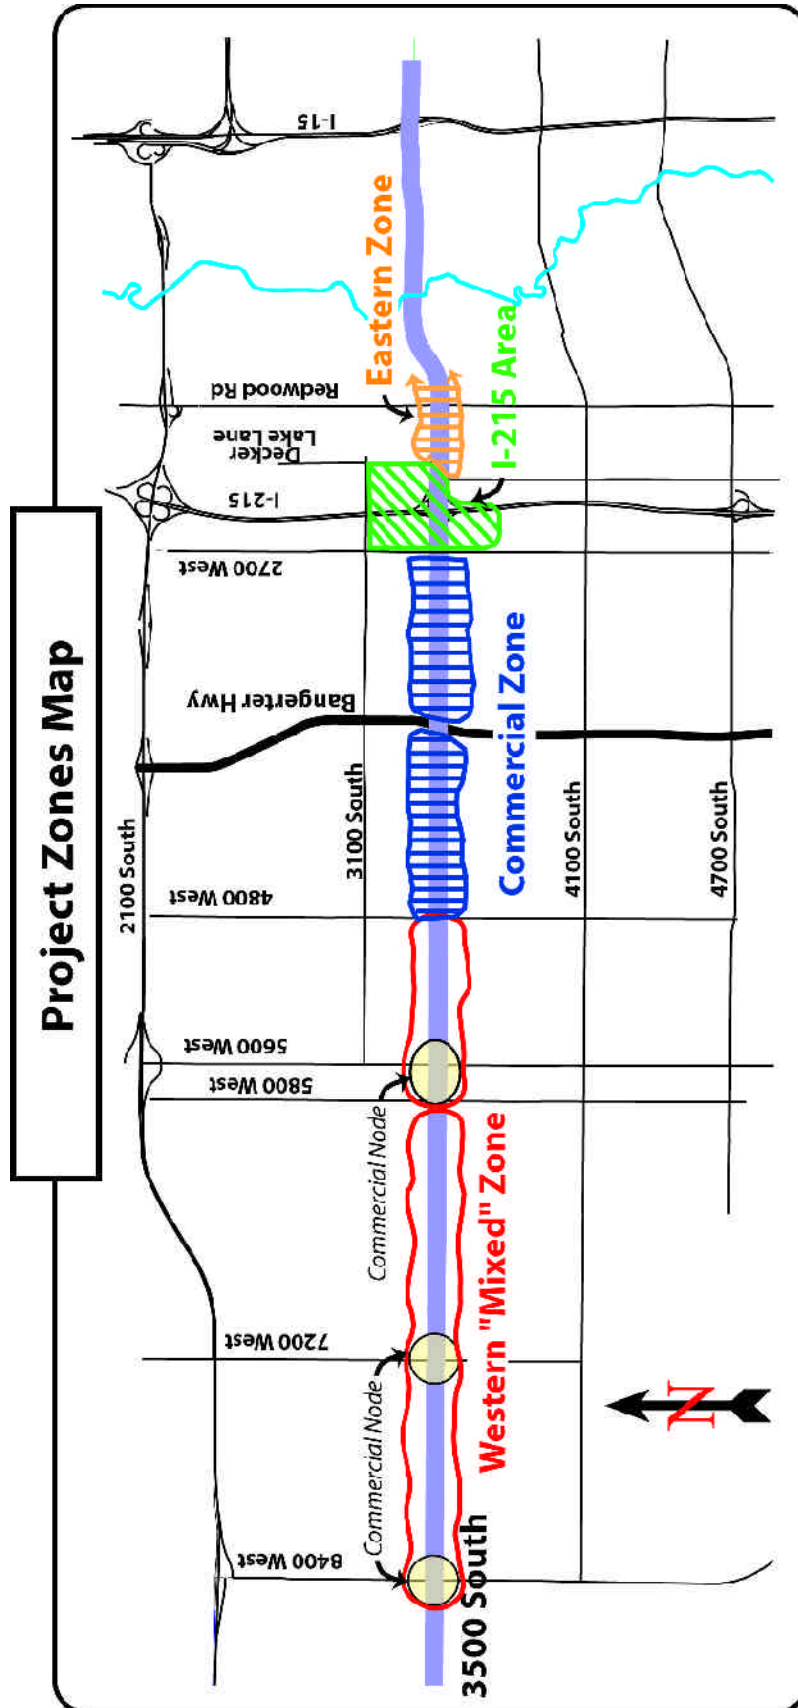 Project Zones Map
I-15
Redwood Rd
Decker
Lake Lane
I-215
2700 West
Bangerter Hwy
4800 West
5600 West
5800 West
7200 West
8400 West
2100 South
3100 South
3500 South
4100 South
4700 South
Eastern Zone
I-215 Area
Commercial Zone
Western "Mixed" Zone
Commercial Node
Commercial Node
N